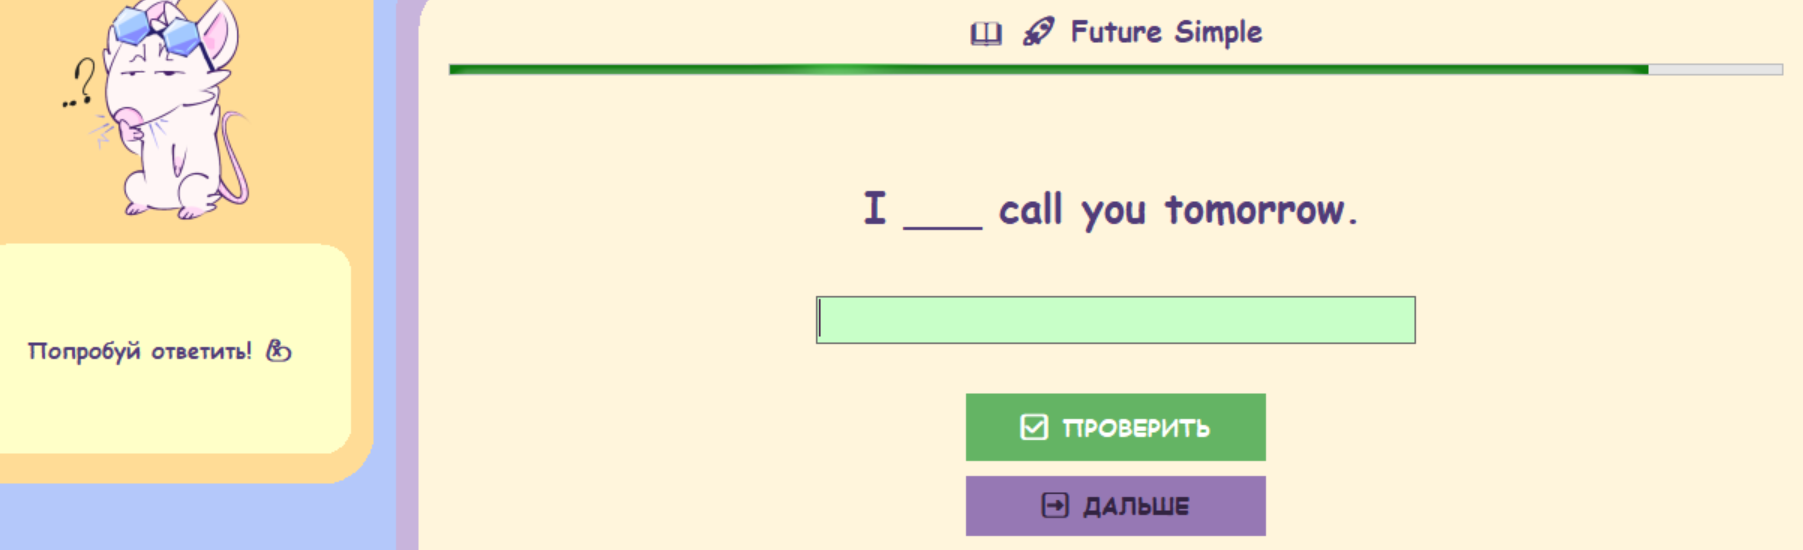 Future Simple
...?
I ___ call you tomorrow.
Попробуй ответить!
ПРОВЕРИТЬ
ДАЛЬШЕ